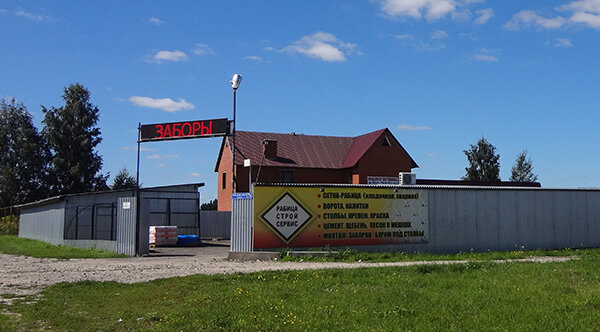 ЗАБОРЫ
РАБИЦА
СТРОЙ
СЕРВИС
• СЕТКА-РАБИЦА (КЛАДОЧНАЯ, СВАРНАЯ)
• ВОРОТА, КАЛИТКИ
• СТОЛБЫ, КРЕПЕЖ, КРАСКА
• ЦЕМЕНТ, ЩЕБЕНЬ, ПЕСОК В МЕШКАХ
• МОНТАЖ ЗАБОРОВ-БУРИМ ПОД СТОЛБЫ